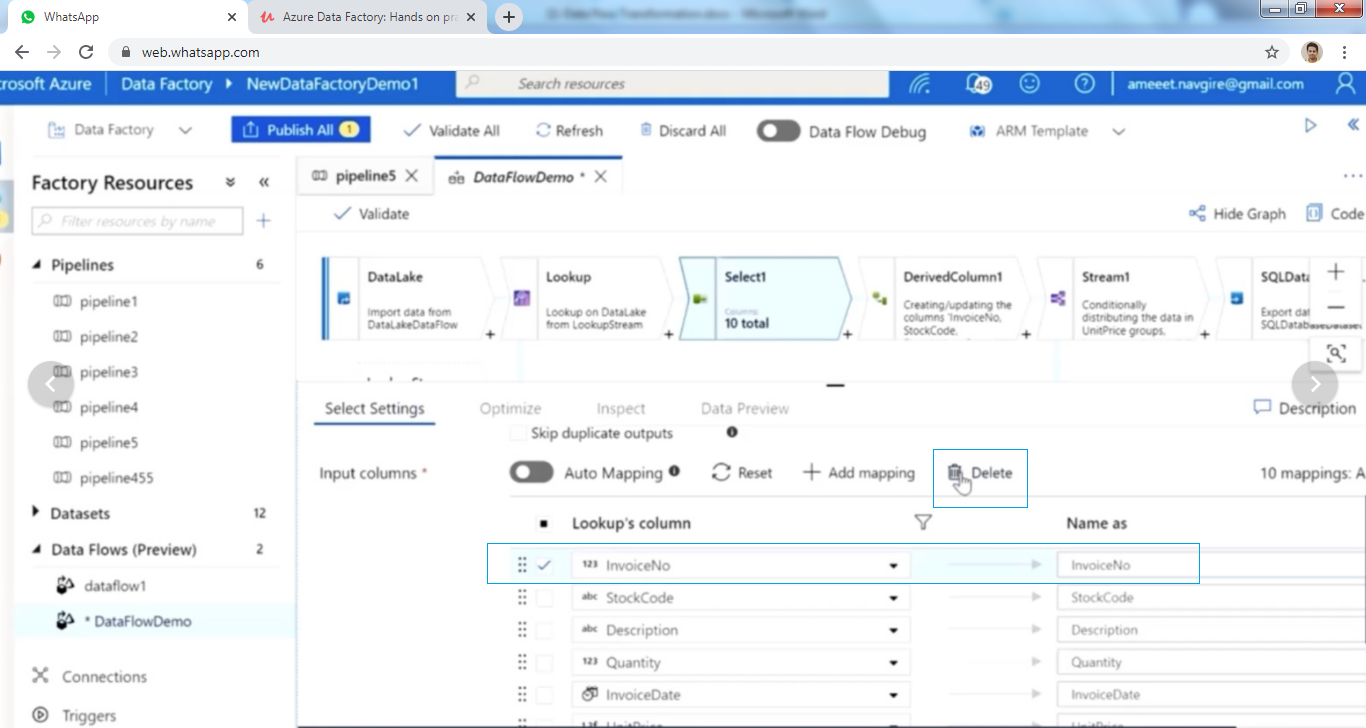 WhatsApp
Azure Data Factory: Hands on pra
web.whatsapp.com
crosoft Azure Data Factory NewDataFactoryDemo1 Search resources 49 ameeet.navgire@gmail.com
Data Factory Publish All 1 Validate All Refresh Discard All Data Flow Debug ARM Template
Factory Resources
Filter resources by name
Pipelines 6
pipeline1
pipeline2
pipeline3
pipeline4
pipeline5
pipeline455
Datasets 12
Data Flows (Preview) 2
dataflow1
* DataFlowDemo
Connections
Triggers
pipeline5 DataFlowDemo *
Validate Hide Graph Code
DataLake
Import data from
DataLakeDataFlow
Lookup
Lookup on DataLake
from LookupStream
Select1
Columns
10 total
DerivedColumn1
Creating/updating the
columns 'InvoiceNo,
StockCode,
Stream1
Conditionally
distributing the data in
UnitPrice groups,
SQLData
Export dat
Select Settings Optimize Inspect Data Preview Description
Skip duplicate outputs
Input columns * Auto Mapping Reset Add mapping Delete 10 mappings: A
Lookup's column Name as
123 InvoiceNo InvoiceNo
abc StockCode StockCode
abc Description Description
123 Quantity Quantity
InvoiceDate InvoiceDate